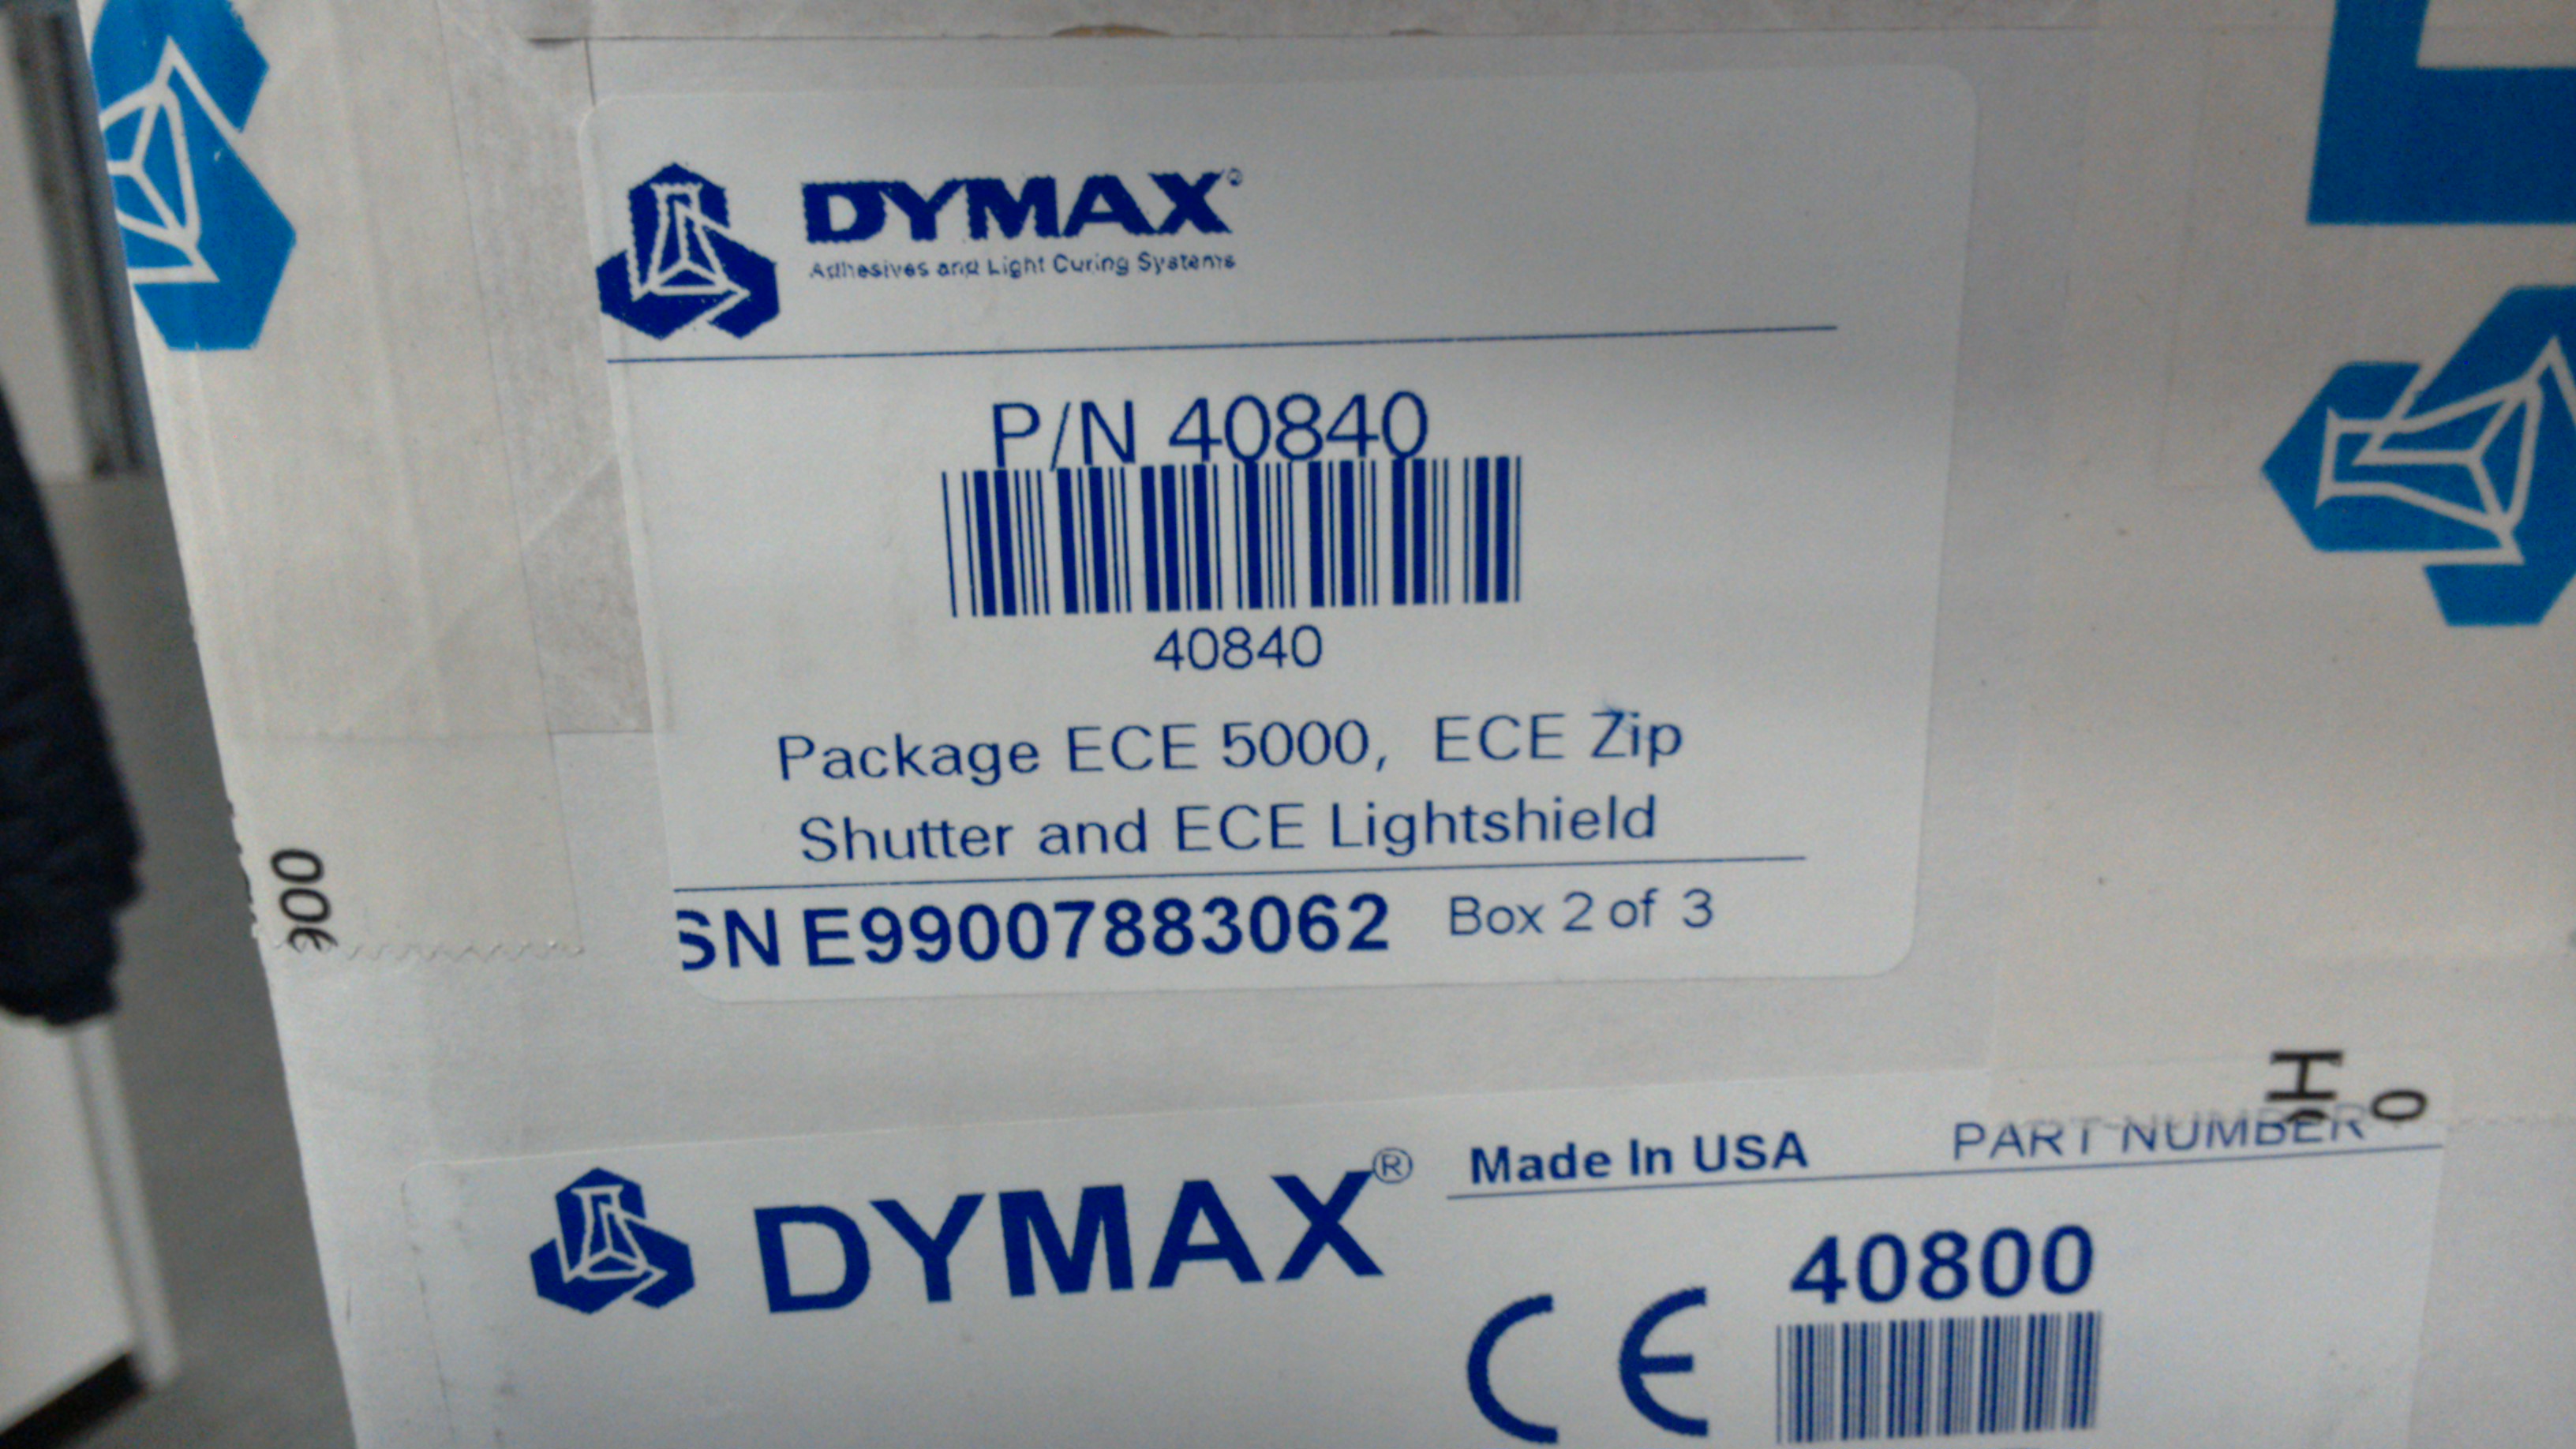 DYMAX®
Adhesives and Light Curing Systems
P/N 40840
40840
Package ECE 5000, ECE Zip
Shutter and ECE Lightshield
SN E99007883062 Box 2 of 3
DYMAX®
Made In USA
PART NUMBER
40800
CE